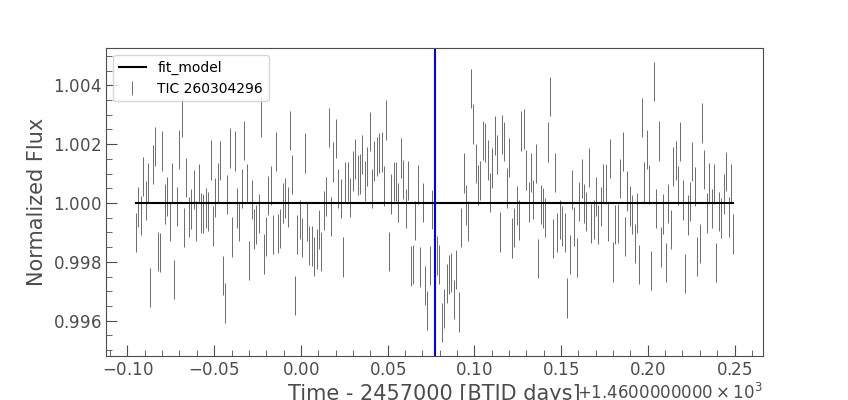 fit_model
TIC 260304296
Normalized Flux
1.004
1.002
1.000
0.998
0.996
−0.10 −0.05 0.00 0.05 0.10 0.15 0.20 0.25
Time - 2457000 [BTJD days]
+1.4600000000 × 10³